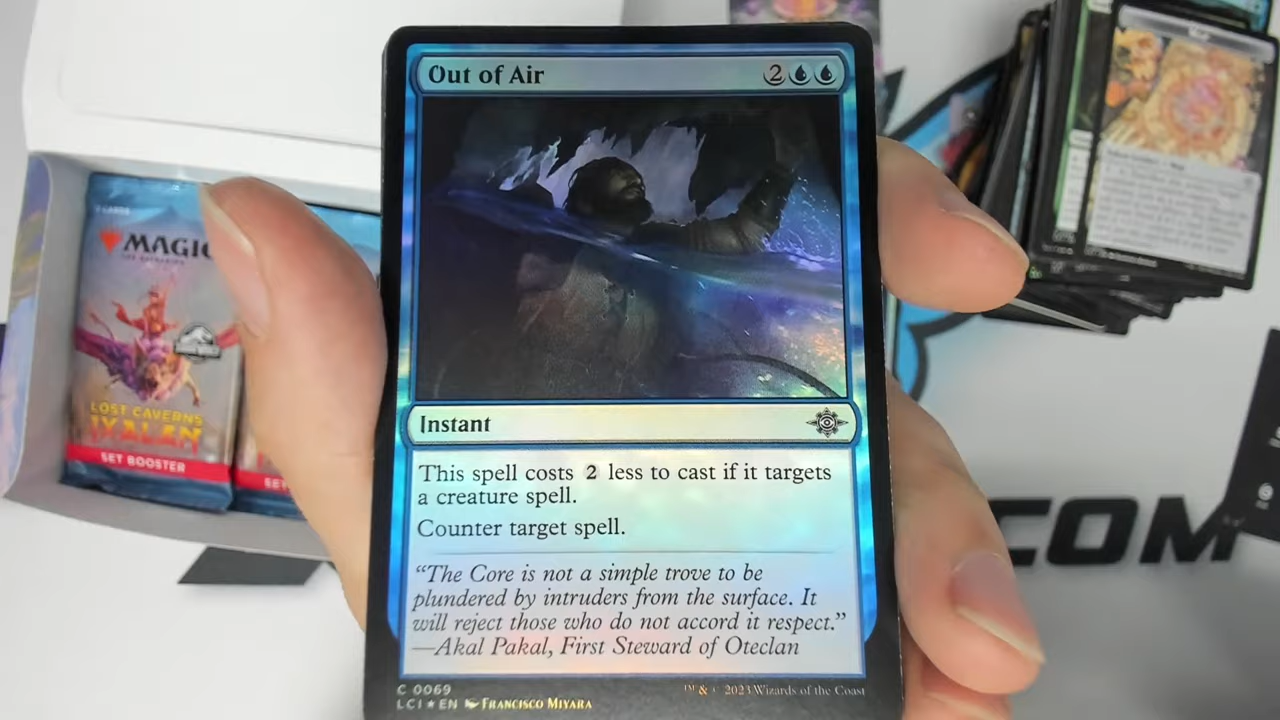 Out of Air
2
Instant
This spell costs 2 less to cast if it targets
a creature spell.
Counter target spell.
“The Core is not a simple trove to be
plundered by intruders from the surface. It
will reject those who do not accord it respect.”
—Akal Pakal, First Steward of Oteclan
C 0069
LCI ★ EN FRANCISCO MIYARA
™ & © 2023 Wizards of the Coast
MAGIC
LOST CAVERNS
IXALAN
SET BOOSTER
SET
.COM